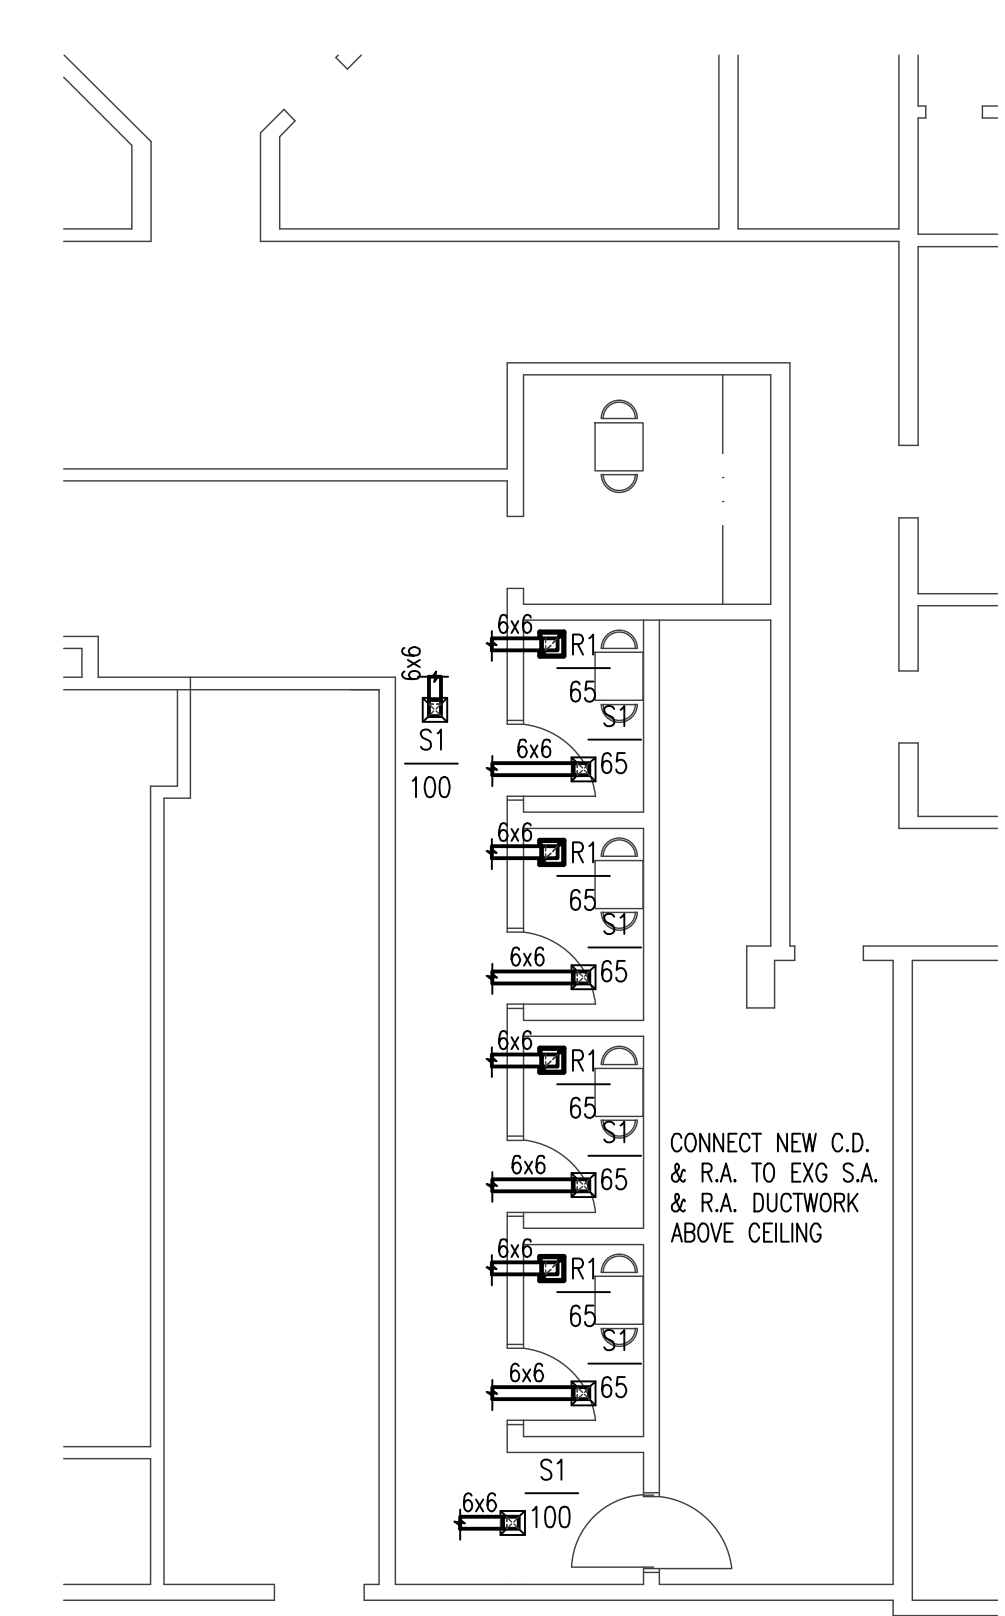 6x6
R1
65
6x6
S1
100
S1
65
6x6
6x6
R1
65
S1
65
6x6
6x6
R1
65
S1
65
6x6
CONNECT NEW C.D.
& R.A. TO EXG S.A.
& R.A. DUCTWORK
ABOVE CEILING
6x6
R1
65
S1
65
6x6
S1
100
6x6